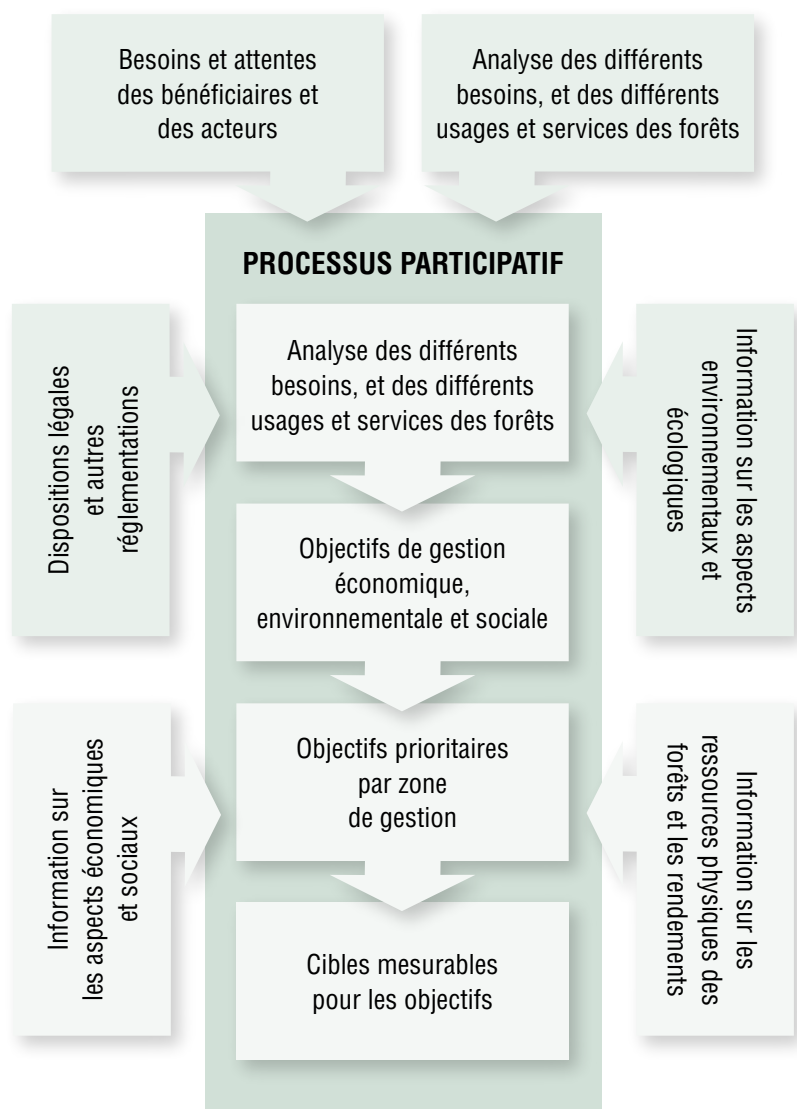 Besoins et attentes
des bénéficiaires et
des acteurs
Analyse des différents
besoins, et des différents
usages et services des forêts
PROCESSUS PARTICIPATIF
Dispositions légales
et autres
réglementations
Analyse des différents
besoins, et des différents
usages et services des forêts
Information sur les aspects
environnementaux et
écologiques
Objectifs de gestion
économique,
environnementale et sociale
Information sur
les aspects économiques
et sociaux
Objectifs prioritaires
par zone
de gestion
Information sur les
ressources physiques des
forêts et les rendements
Cibles mesurables
pour les objectifs